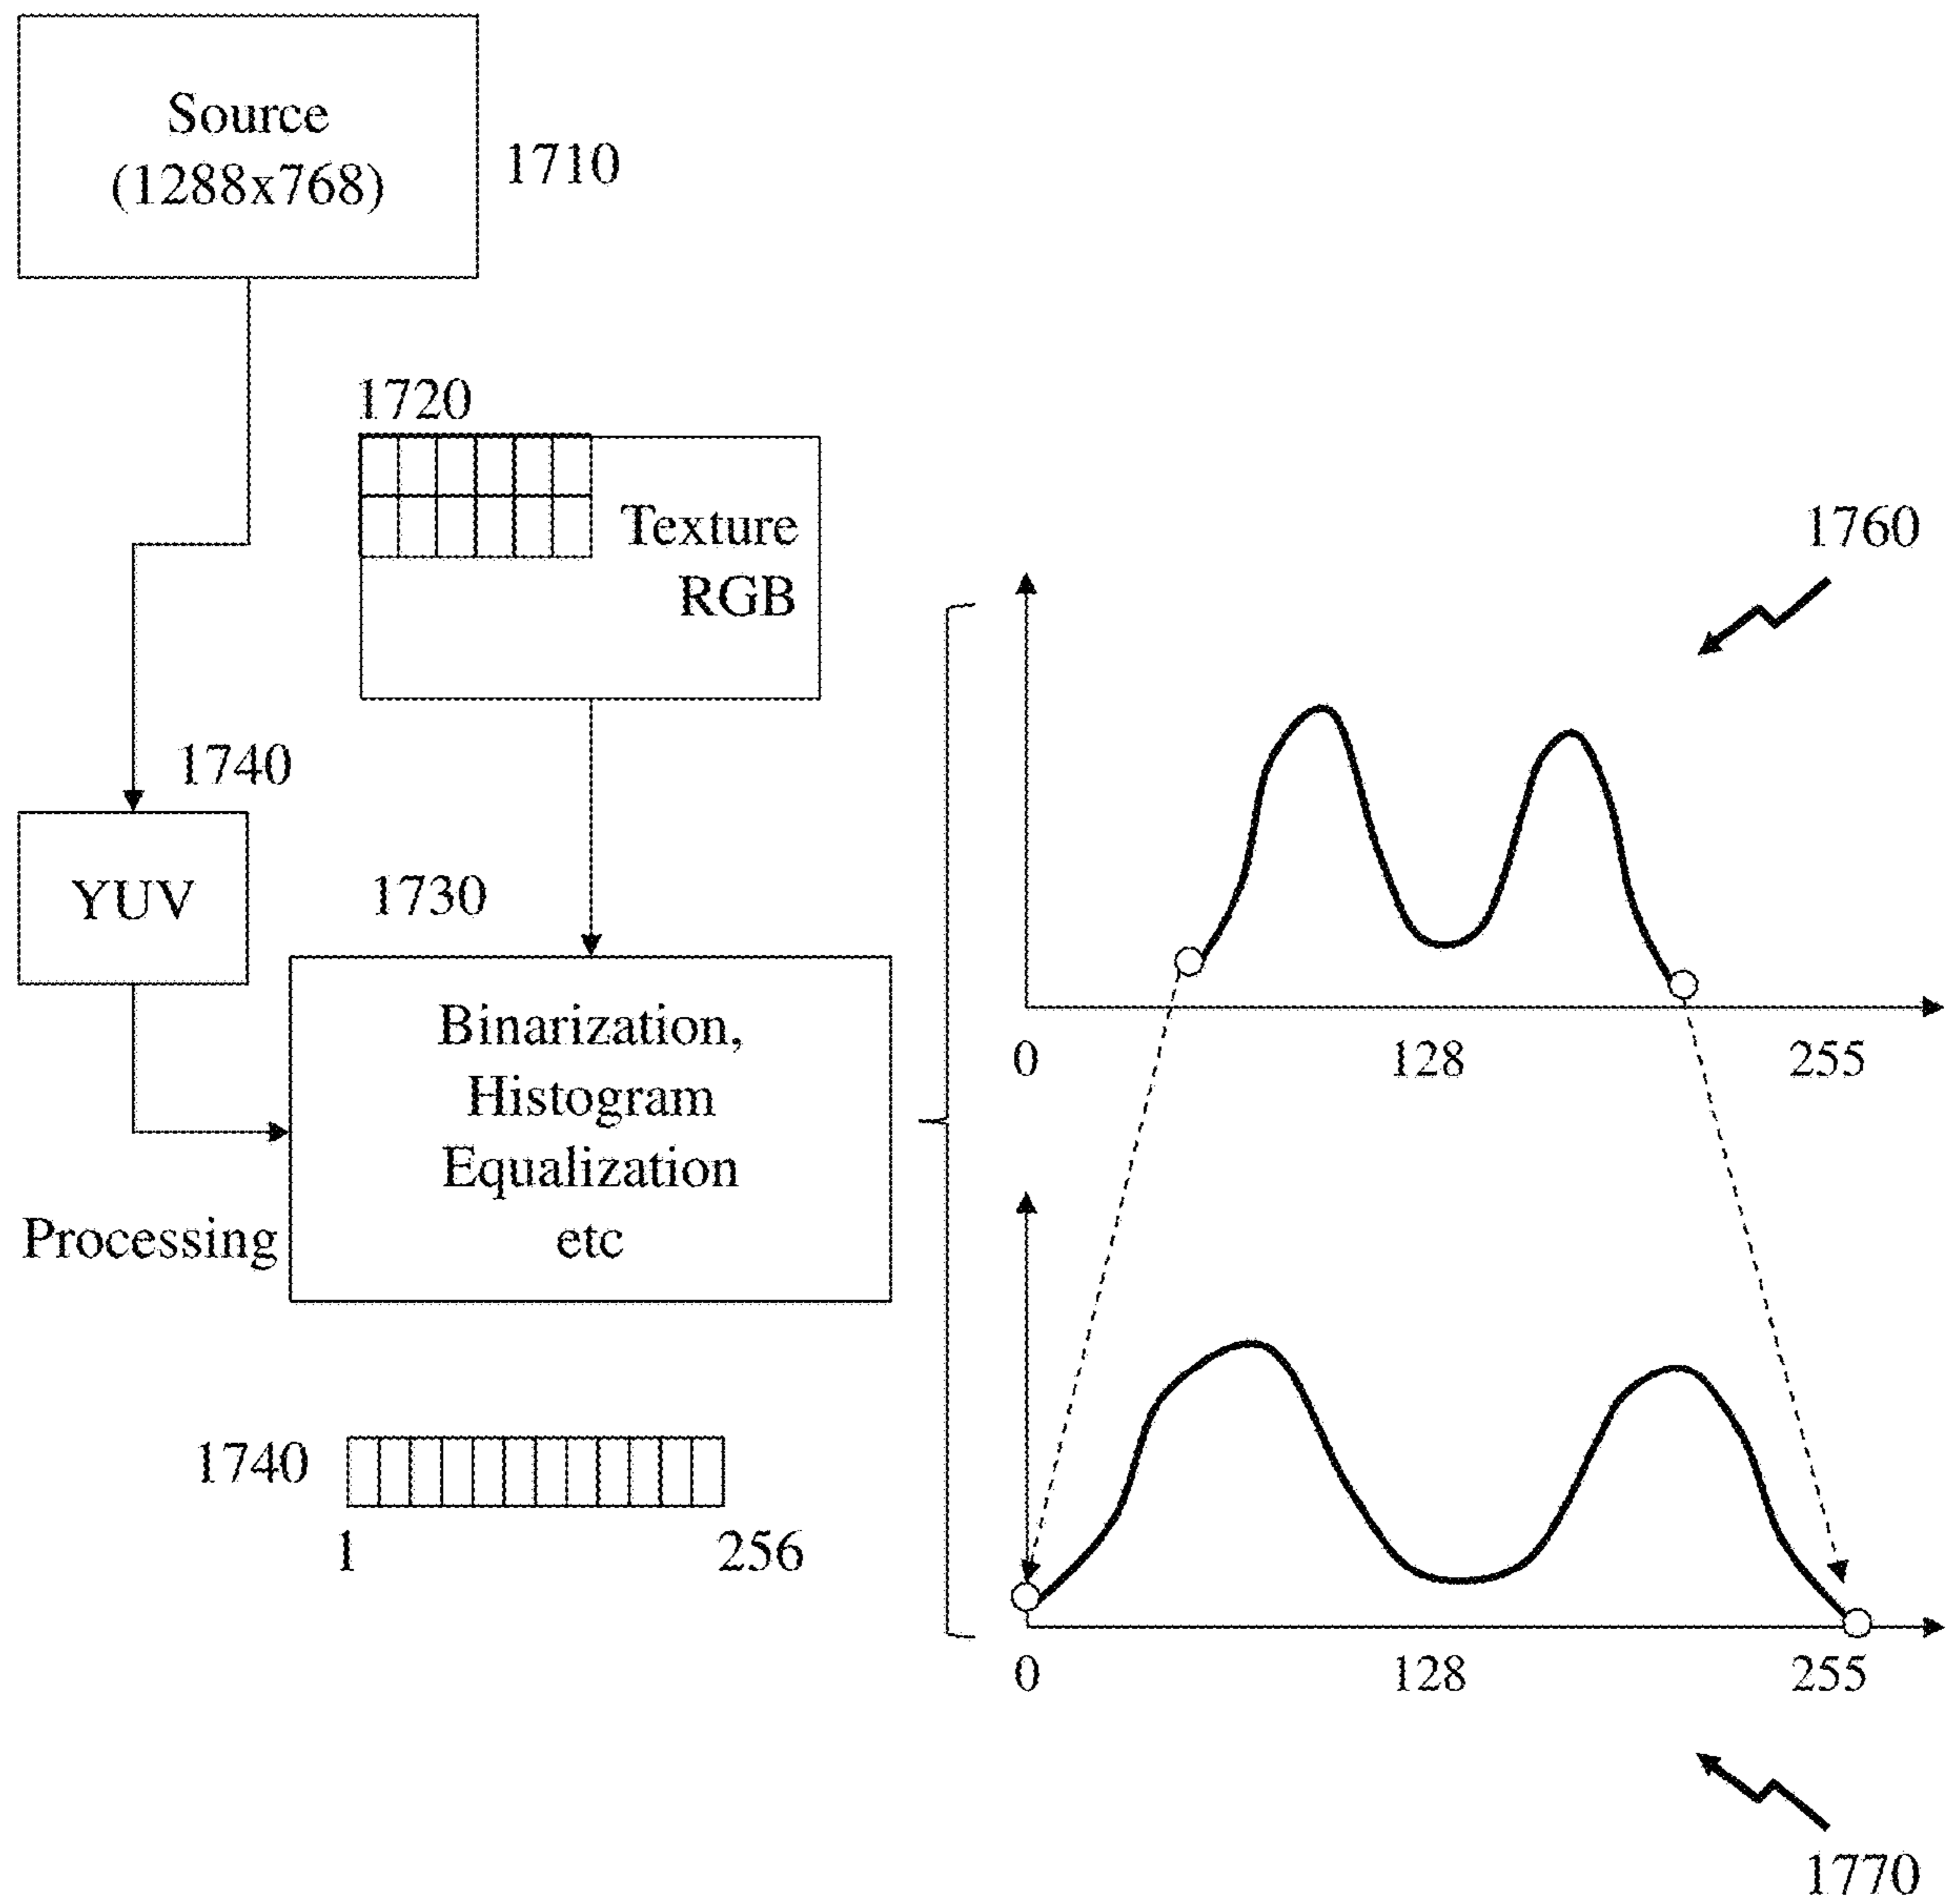 Source
(1288x768)
1710
1720
Texture
RGB
1760
1740
YUV
1730
Binarization,
Histogram
Equalization
etc
Processing
0 128 255
1740
1 256
0 128 255
1770